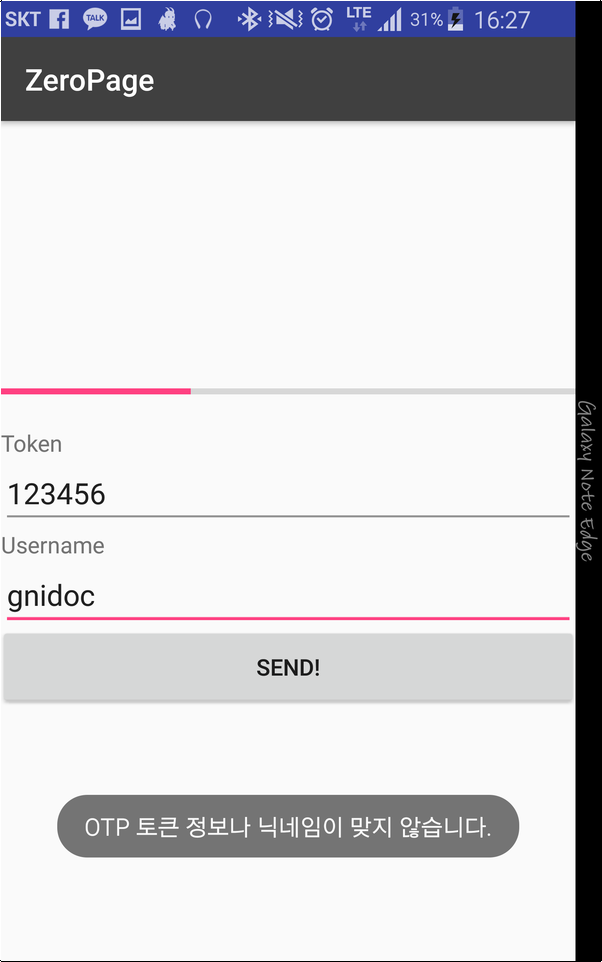 SKT TALK LTE 31% 16:27
ZeroPage
Token
123456
Username
gnidoc
SEND!
OTP 토큰 정보나 닉네임이 맞지 않습니다.
Galaxy Note Edge